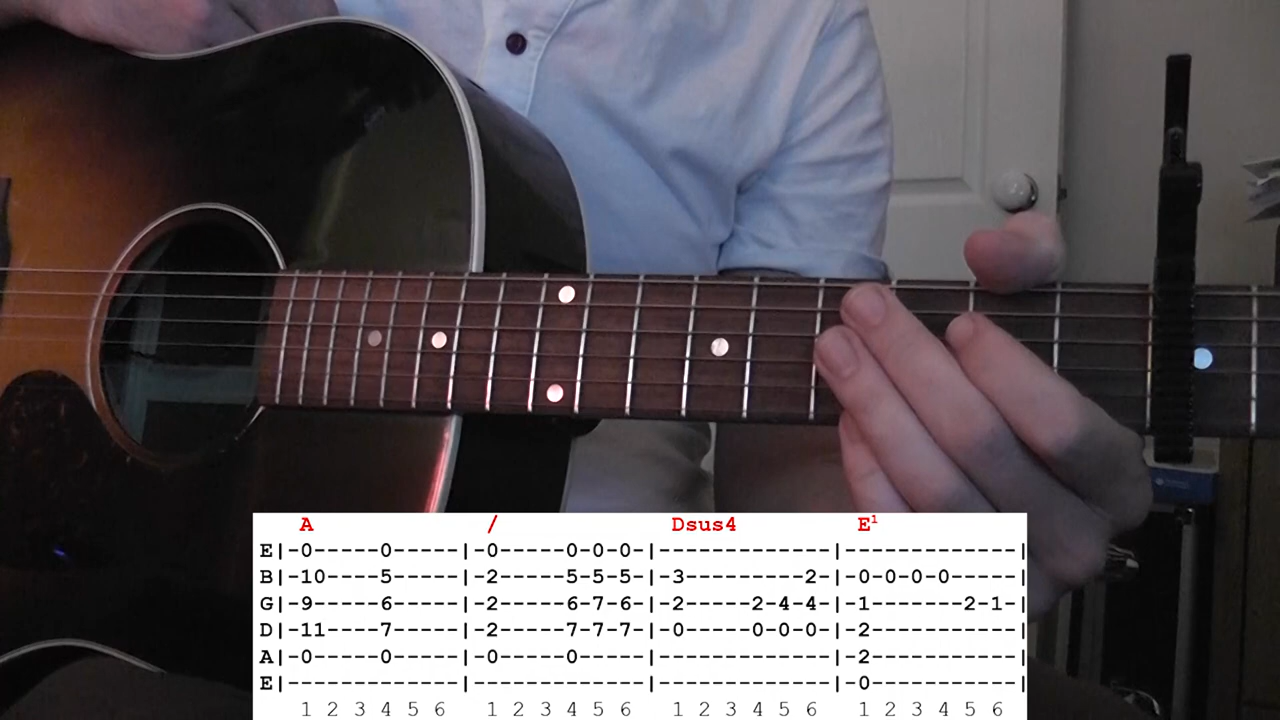 A / Dsus4 E¹
E|-0-----0-----|-0-----0-0-0-|-------------|-------------|
B|-10----5-----|-2-----5-5-5-|-3---------2-|-0-0-0-0-----|
G|-9-----6-----|-2-----6-7-6-|-2-----2-4-4-|-1-------2-1-|
D|-11----7-----|-2-----7-7-7-|-0-----0-0-0-|-2-----------|
A|-0-----0-----|-0-----0-----|-------------|-2-----------|
E|-------------|-------------|-------------|-0-----------|
1 2 3 4 5 6 1 2 3 4 5 6 1 2 3 4 5 6 1 2 3 4 5 6